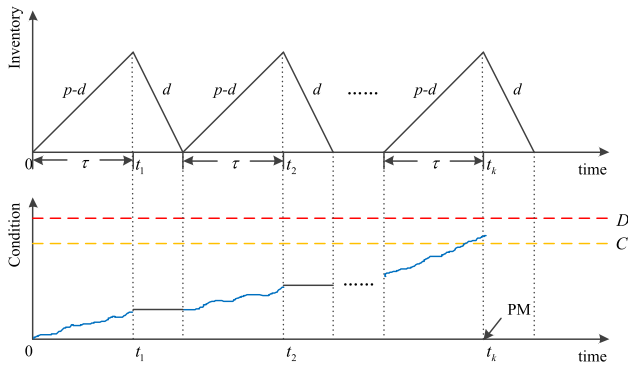 Inventory
p-d
d
p-d
d
......
p-d
d
0
τ
t1
τ
t2
τ
tk
time
Condition
D
C
......
PM
0
t1
t2
tk
time